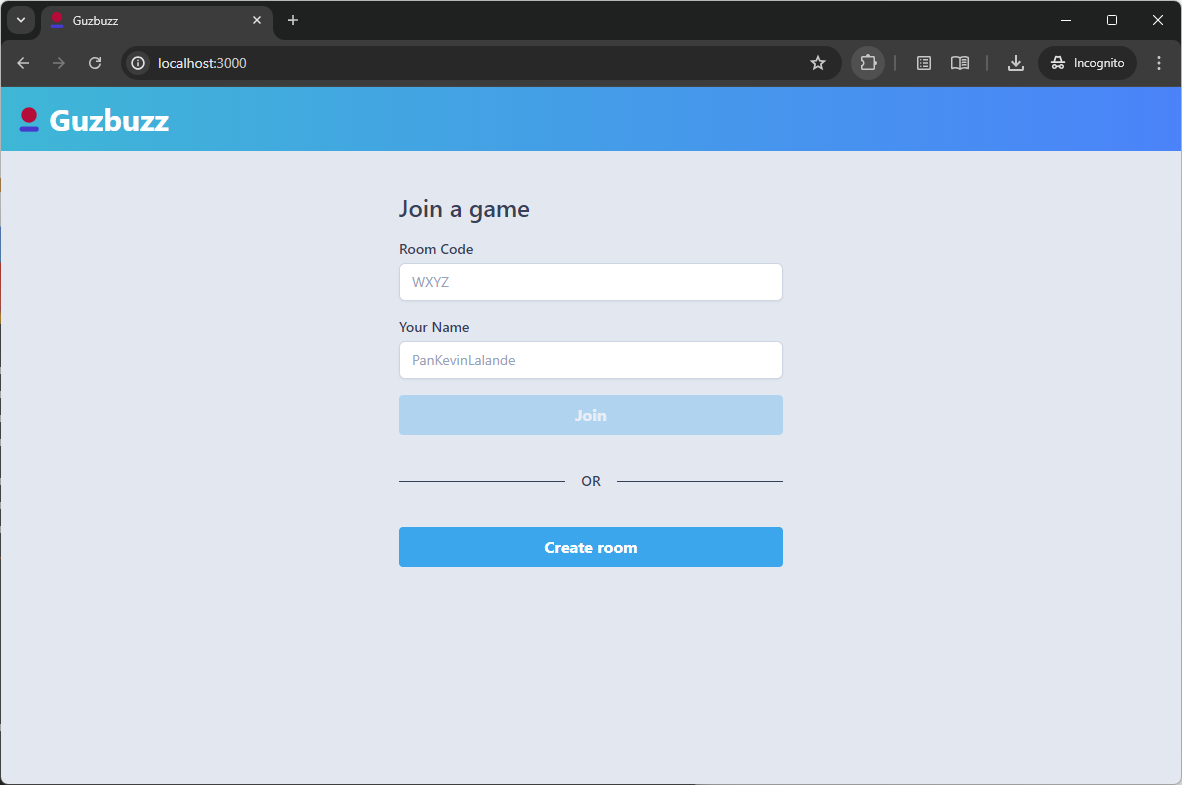 Guzbuzz
localhost:3000
Incognito
Guzbuzz
Join a game
Room Code
WXYZ
Your Name
PanKevinLalande
Join
OR
Create room